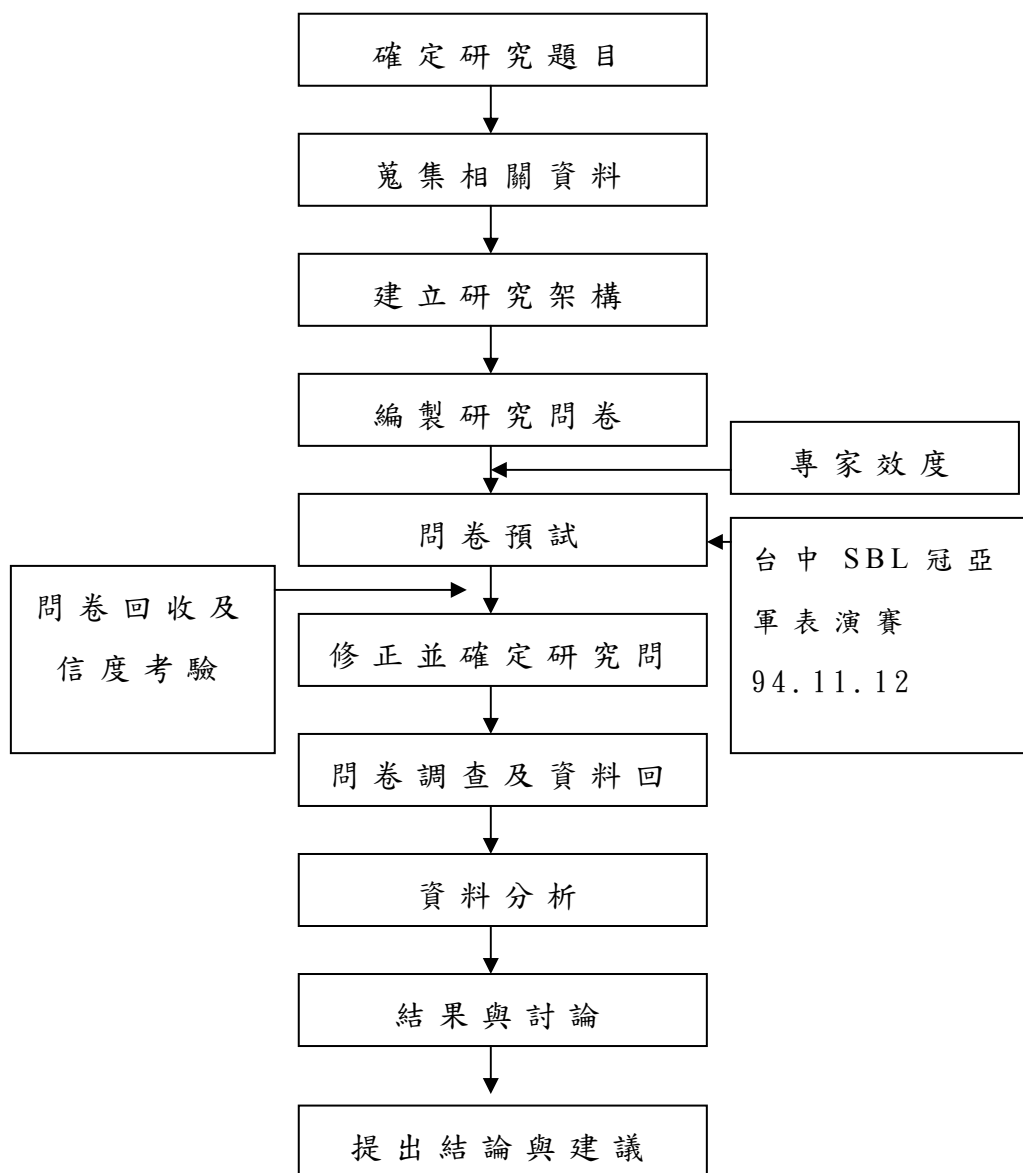 確定研究題目
蒐集相關資料
建立研究架構
編製研究問卷
專家效度
問卷預試
台中 SBL 冠亞
軍表演賽
94.11.12
問卷回收及
信度考驗
修正並確定研究問
問卷調查及資料回
資料分析
結果與討論
提出結論與建議